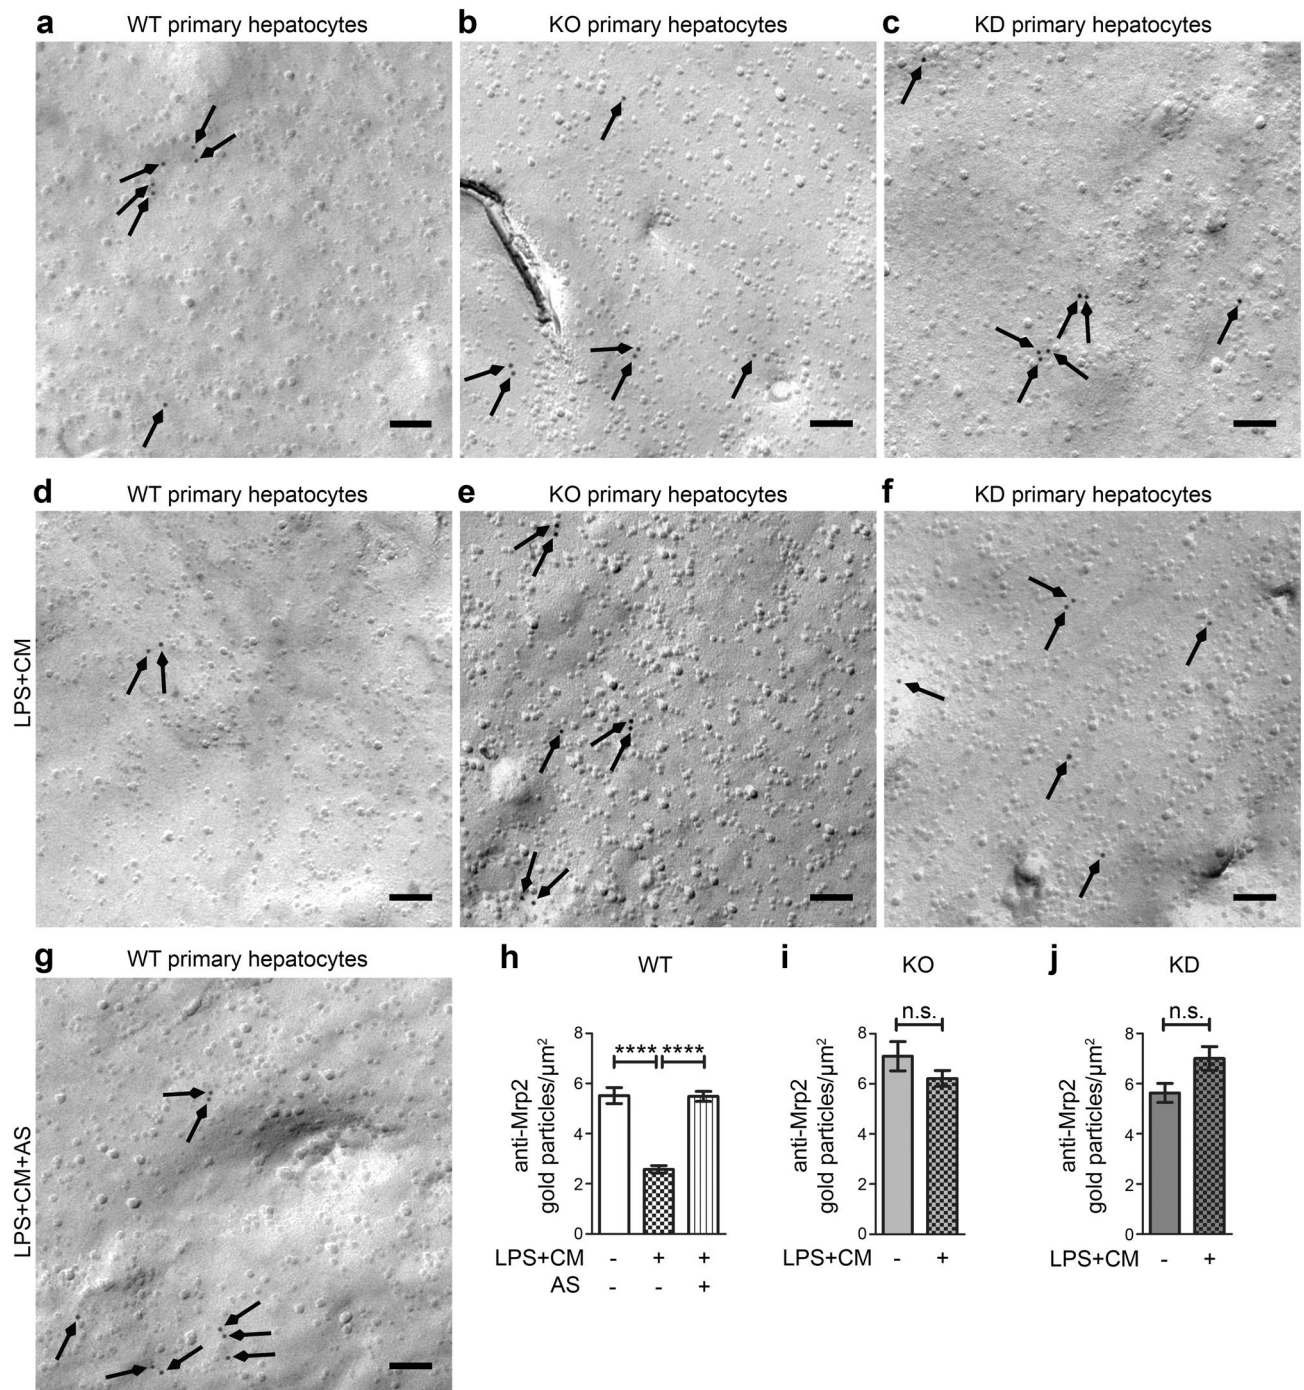 a WT primary hepatocytes
b KO primary hepatocytes
c KD primary hepatocytes
d WT primary hepatocytes
e KO primary hepatocytes
f KD primary hepatocytes
LPS+CM
g WT primary hepatocytes
LPS+CM+AS
h WT
anti-Mrp2
gold particles/µm²
8
6
4
2
0
**** ****
LPS+CM - + +
AS - - +
i KO
anti-Mrp2
gold particles/µm²
8
6
4
2
0
n.s.
LPS+CM - +
j KD
anti-Mrp2
gold particles/µm²
8
6
4
2
0
n.s.
LPS+CM - +